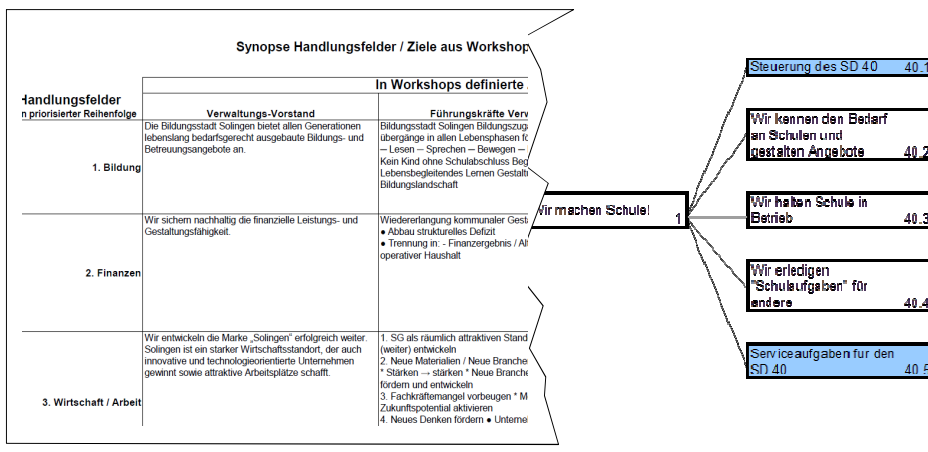 Synopse Handlungsfelder / Ziele aus Workshop
In Workshops definierte
Handlungsfelder
n priorisierter Reihenfolge
Verwaltungs-Vorstand
Führungskräfte Verw
1. Bildung
Die Bildungsstadt Solingen bietet allen Generationen
lebenslang bedarfsgerecht ausgebaute Bildungs- und
Betreuungsangebote an.
Bildungsstadt Solingen Bildungszuga
übergänge in allen Lebensphasen fö
─ Lesen ─ Sprechen ─ Bewegen ─
Kein Kind ohne Schulabschluss Beg
Lebensbegleitendes Lernen Gestalt
Bildungslandschaft
2. Finanzen
Wir sichern nachhaltig die finanzielle Leistungs- und
Gestaltungsfähigkeit.
Wiedererlangung kommunaler Gest
● Abbau strukturelles Defizit
● Trennung in: - Finanzergebnis / Al
operativer Haushalt
3. Wirtschaft / Arbeit
Wir entwickeln die Marke „Solingen" erfolgreich weiter.
Solingen ist ein starker Wirtschaftsstandort, der auch
innovative und technologieorientierte Unternehmen
gewinnt sowie attraktive Arbeitsplätze schafft.
1. SG als räumlich attraktiven Stand
(weiter) entwickeln
2. Neue Materialien / Neue Branche
* Stärken → stärken * Neue Branche
fördern und entwickeln
3. Fachkräftemangel vorbeugen * M
Zukunftspotential aktivieren
4. Neues Denken fördern ● Unterne
Wir machen Schule!
1
Steuerung des SD 40 40.1
Wir kennen den Bedarf
an Schulen und
gestalten Angebote 40.2
Wir halten Schule in
Betrieb 40.3
Wir erledigen
"Schulaufgaben" für
andere 40.4
Serviceaufgaben für den
SD 40 40.5